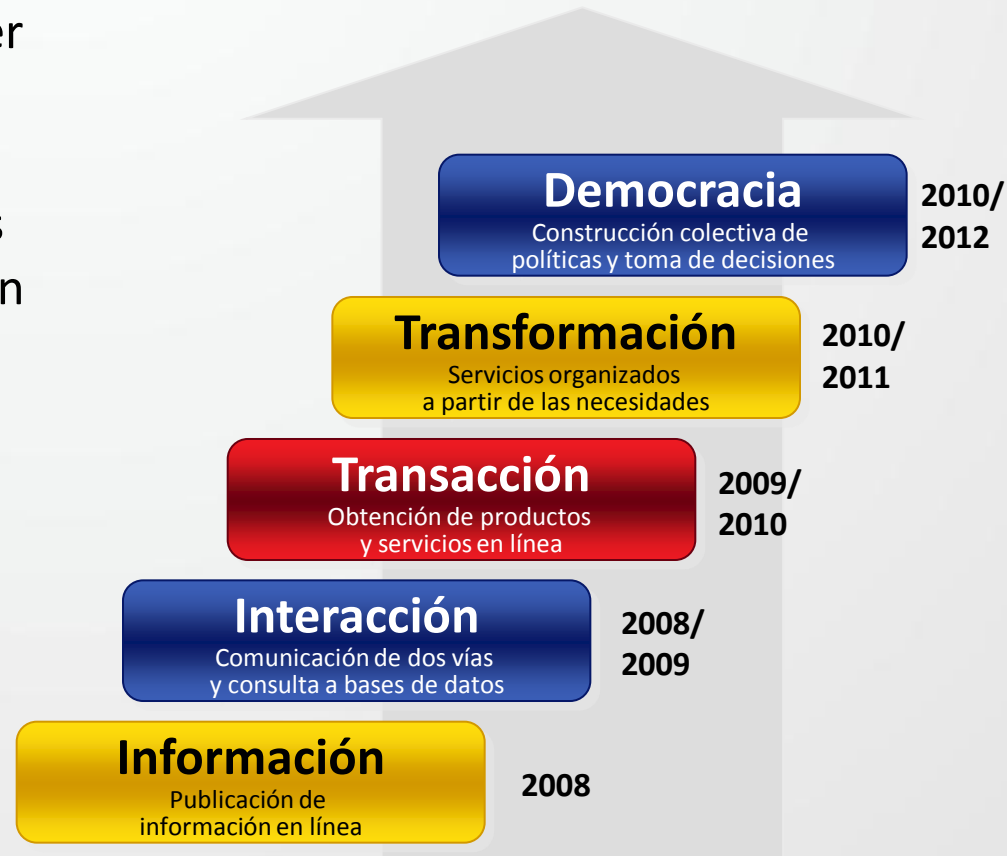 er
s
n
Democracia
Construcción colectiva de
políticas y toma de decisiones
2010/
2012
Transformación
Servicios organizados
a partir de las necesidades
2010/
2011
Transacción
Obtención de productos
y servicios en línea
2009/
2010
Interacción
Comunicación de dos vías
y consulta a bases de datos
2008/
2009
Información
Publicación de
información en línea
2008